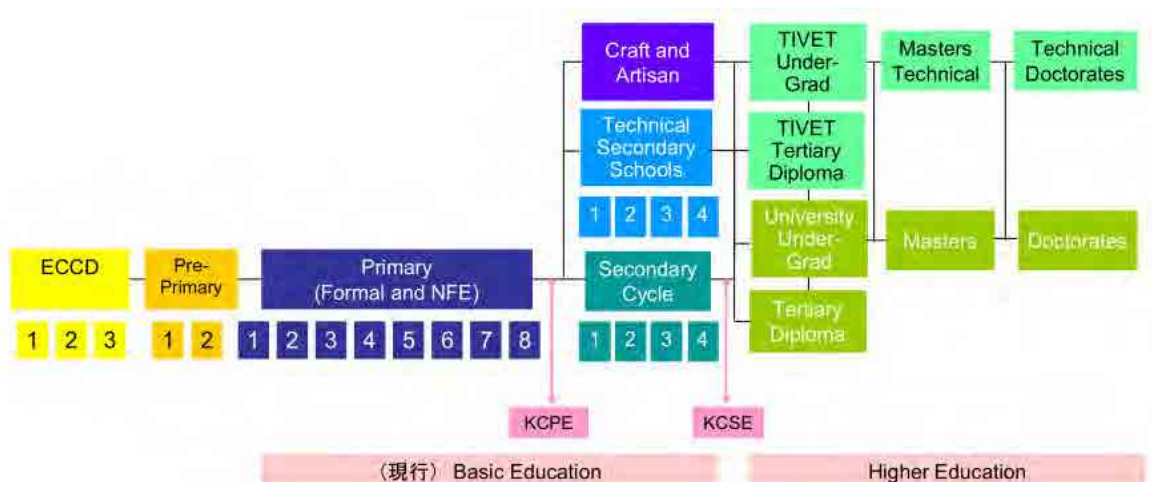 Craft and
Artisan
TIVET
Under-
Grad
Masters
Technical
Technical
Doctorates
Technical
Secondary
Schools
TIVET
Tertiary
Diploma
1 2 3 4
University
Under-
Grad
Masters
Doctorates
ECCD
Pre-
Primary
Primary
(Formal and NFE)
Secondary
Cycle
Tertiary
Diploma
1 2 3
1 2
1 2 3 4 5 6 7 8
1 2 3 4
KCPE
KCSE
(現行) Basic Education
Higher Education